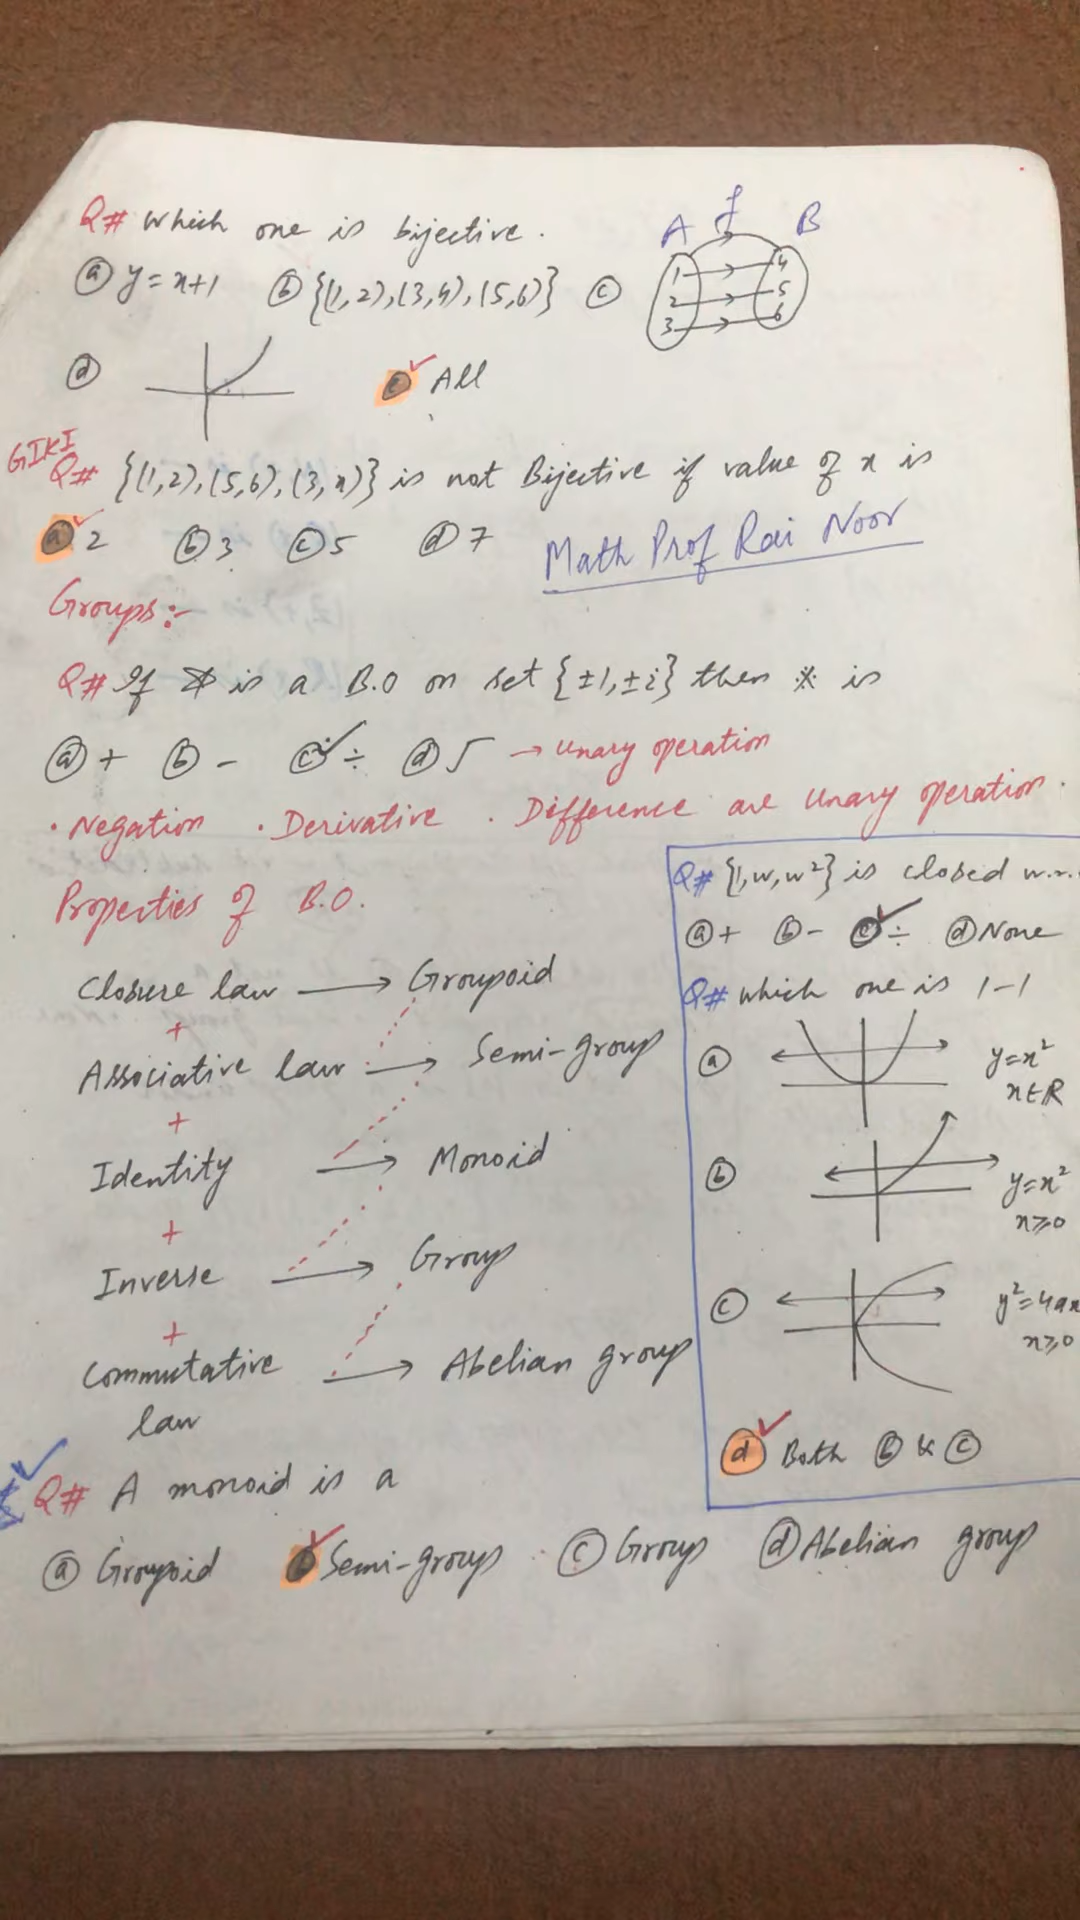 Q# Which one is bijective.
A f B
(a) y=x+1 (b) {(1,2),(3,4),(5,6)} (c)
1 4
2 5
3 6
(d) (e) All
GIKI
Q# {(1,2),(5,6),(3,x)} is not Bijective if value of x is
(a) 2 (b) 3 (c) 5 (d) 7
Math Prof Rai Noor
Groups:-
Q# If * is a B.O on set {±1,±i} then * is
(a) + (b) - (c) ÷ (d) √ → Unary operation
· Negation · Derivative · Difference are Unary operation.
Properties of B.O.
Closure law → Groupoid
+
Associative law → Semi-group
+
Identity → Monoid
+
Inverse → Group
+
Commutative → Abelian group
law
Q# {1,w,w²} is closed w.r.
(a) + (b) - (c) ÷ (d) None
Q# which one is 1-1
(a) y=x²
x∈R
(b) y=x²
x≥0
(c) y²=4ax
x≥0
(d) Both (b) & (c)
Q# A monoid is a
(a) Groupoid (b) Semi-group (c) Group (d) Abelian group